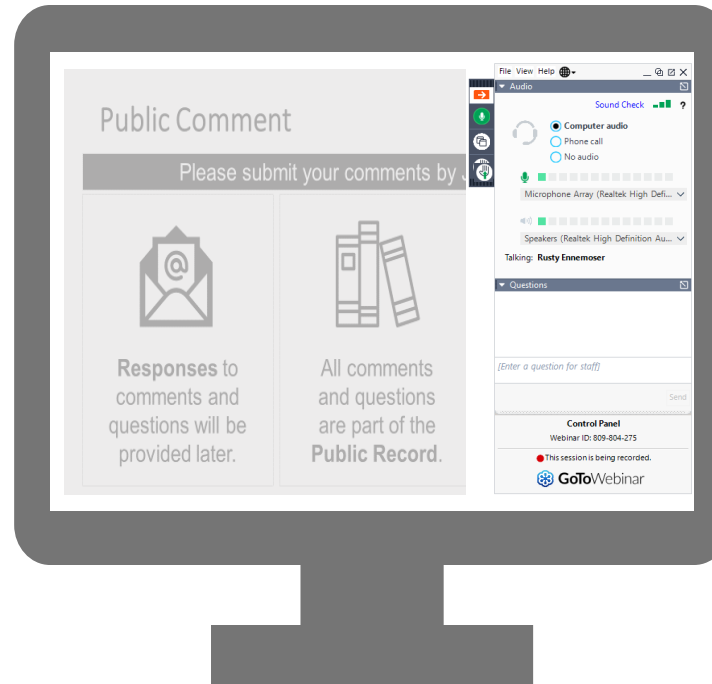 Public Comment
Please submit your comments by
@
Responses to
comments and
questions will be
provided later.
All comments
and questions
are part of the
Public Record.
File View Help
Audio
Sound Check ?
Computer audio
Phone call
No audio
Microphone Array (Realtek High Defi...
Speakers (Realtek High Definition Au...
Talking: Rusty Ennemoser
Questions
[Enter a question for staff]
Send
Control Panel
Webinar ID: 809-804-275
This session is being recorded.
GoToWebinar